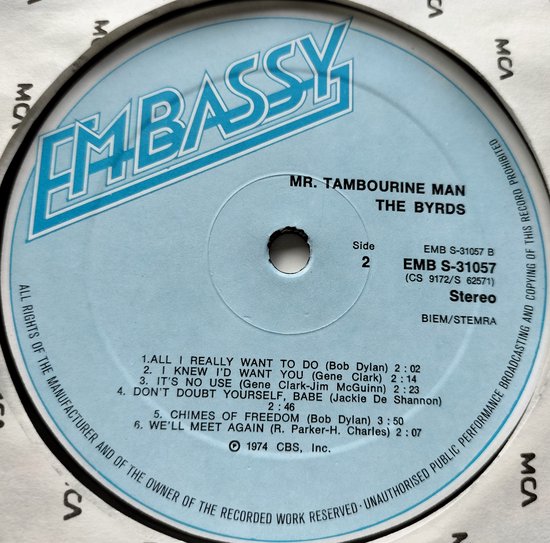 EMBASSY
MR. TAMBOURINE MAN
THE BYRDS
Side
2
EMB S-31057 B
EMB S-31057
(CS 9172/S 62571)
Stereo
BIEM/STEMRA
1.ALL I REALLY WANT TO DO (Bob Dylan) 2 : 02
2. I KNEW I'D WANT YOU (Gene Clark) 2 : 14
3. IT'S NO USE (Gene Clark-Jim McGuinn) 2 : 23
4. DON'T DOUBT YOURSELF, BABE (Jackie De Shannon)
2 : 46
5. CHIMES OF FREEDOM (Bob Dylan) 3 : 50
6. WE'LL MEET AGAIN (R. Parker-H. Charles) 2 : 07
℗ 1974 CBS, Inc.
ALL RIGHTS OF THE MANUFACTURER AND OF THE OWNER OF THE RECORDED WORK RESERVED · UNAUTHORISED PUBLIC PERFORMANCE BROADCASTING AND COPYING OF THIS RECORD PROHIBITED
MCA
MCA
MCA
MCA
MCA